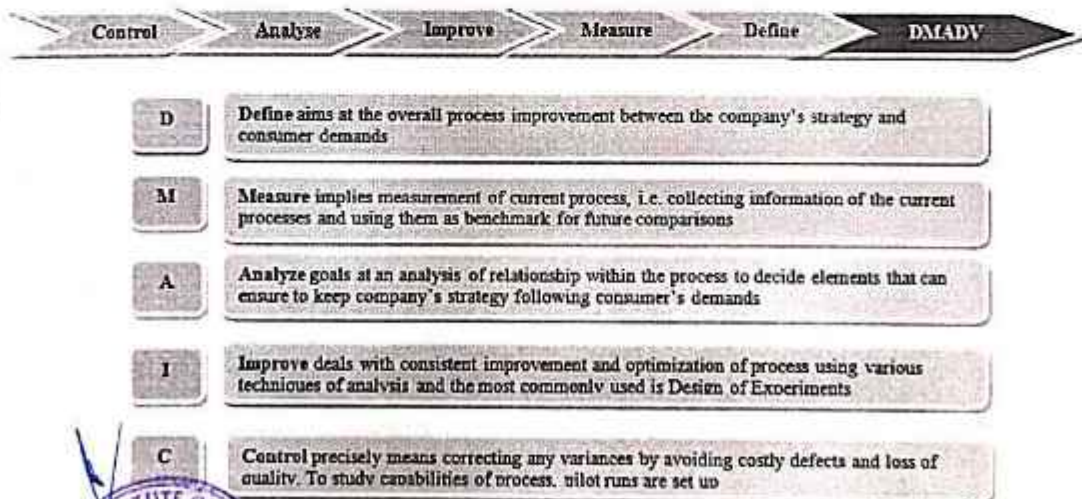 Control Analyse Improve Measure Define DMADV
D
Define aims at the overall process improvement between the company's strategy and
consumer demands
M
Measure implies measurement of current process, i.e. collecting information of the current
processes and using them as benchmark for future comparisons
A
Analyze goals at an analysis of relationship within the process to decide elements that can
ensure to keep company's strategy following consumer's demands
I
Improve deals with consistent improvement and optimization of process using various
techniques of analysis and the most commonly used is Design of Experiments
C
Control precisely means correcting any variances by avoiding costly defects and loss of
quality. To study capabilities of process, pilot runs are set up